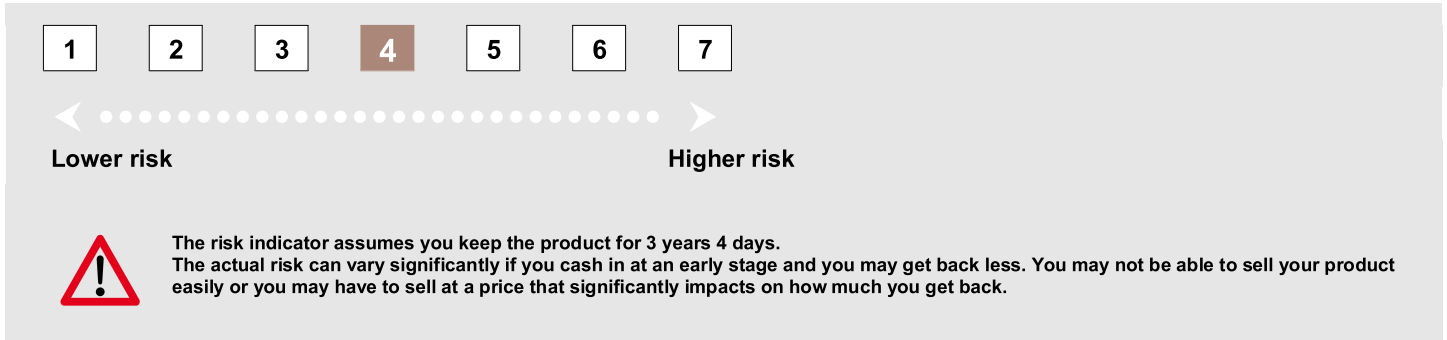 1 2 3 4 5 6 7
Lower risk Higher risk
The risk indicator assumes you keep the product for 3 years 4 days.
The actual risk can vary significantly if you cash in at an early stage and you may get back less. You may not be able to sell your product
easily or you may have to sell at a price that significantly impacts on how much you get back.